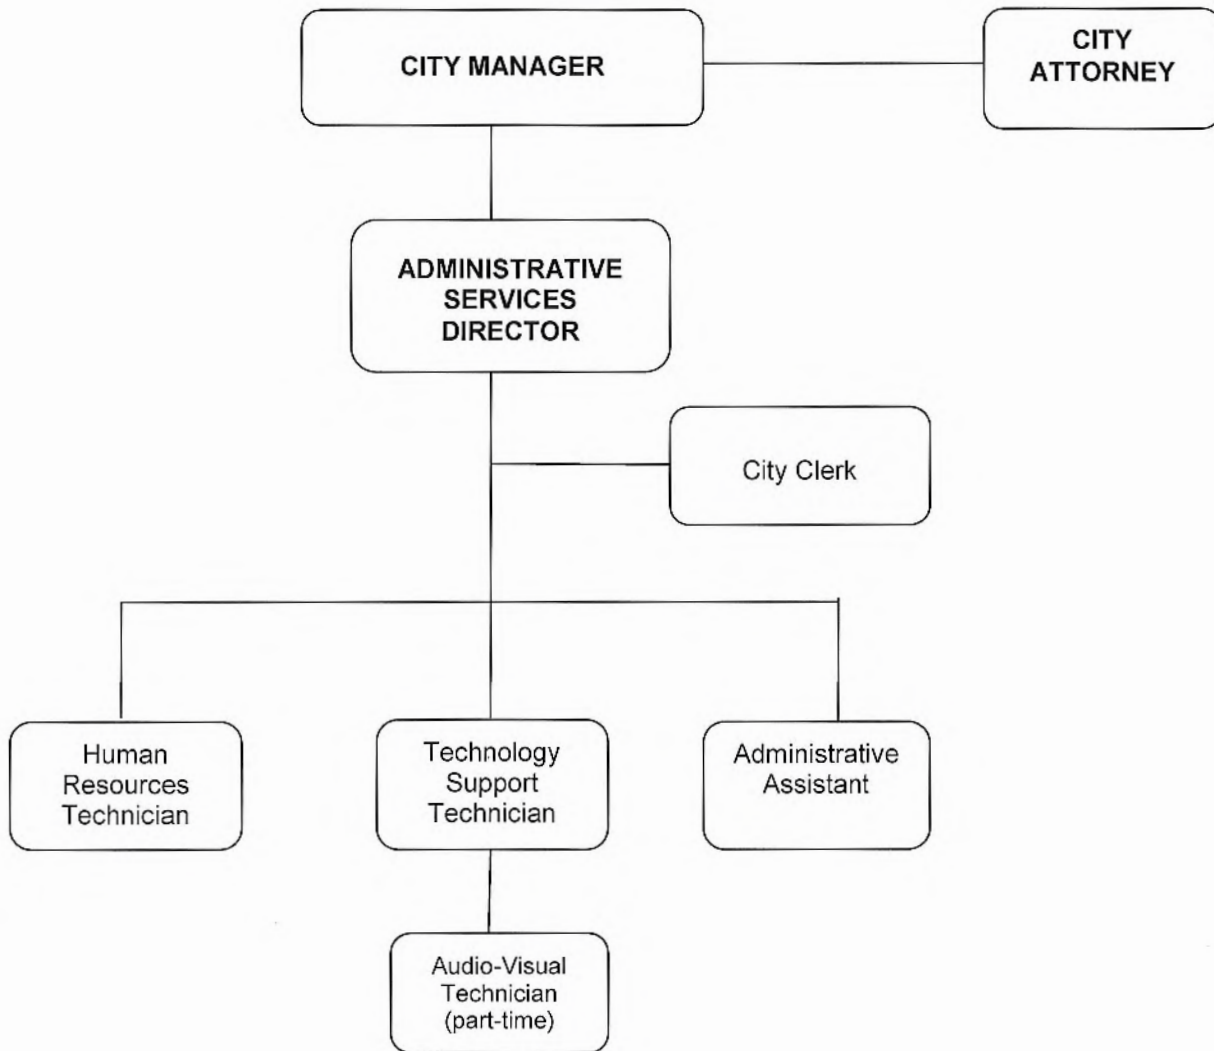 CITY MANAGER
CITY
ATTORNEY
ADMINISTRATIVE
SERVICES
DIRECTOR
City Clerk
Human
Resources
Technician
Technology
Support
Technician
Administrative
Assistant
Audio-Visual
Technician
(part-time)